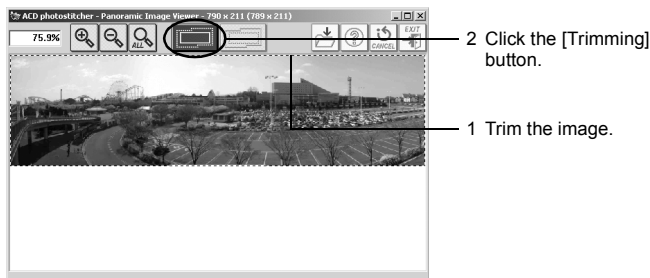 ACD photostitcher - Panoramic Image Viewer - 790 x 211 (789 x 211)
75.9%
ALL
CANCEL
EXIT
2 Click the [Trimming]
button.
1 Trim the image.